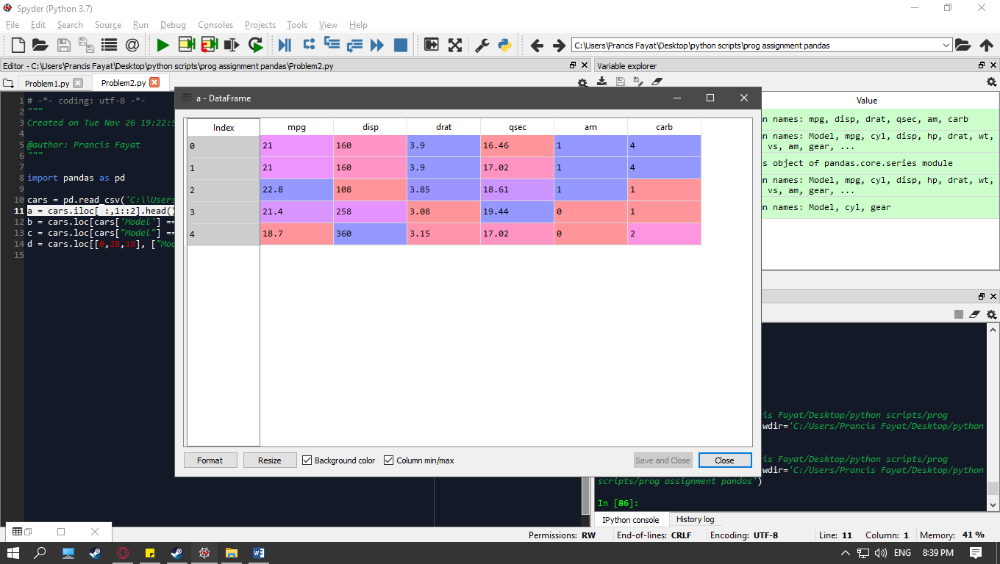 Spyder (Python 3.7)
File Edit Search Source Run Debug Consoles Projects Tools View Help
C:\Users\Prancis Fayat\Desktop\python scripts\prog assignment pandas
Editor - C:\Users\Prancis Fayat\Desktop\python scripts\prog assignment pandas\Problem2.py
Problem1.py Problem2.py
1 # -*- coding: utf-8 -*-
2 """
3 Created on Tue Nov 26 19:22:5
4
5 @author: Prancis Fayat
6 """
7
8 import pandas as pd
9
10 cars = pd.read_csv('C:\\Users
11 a = cars.iloc[ :,1::2].head()
12 b = cars.loc[cars['Model'] ==
13 c = cars.loc[cars["Model"] ==
14 d = cars.loc[[0,28,18], ["Mod
15
a - DataFrame
Index mpg disp drat qsec am carb
0 21 160 3.9 16.46 1 4
1 21 160 3.9 17.02 1 4
2 22.8 108 3.85 18.61 1 1
3 21.4 258 3.08 19.44 0 1
4 18.7 360 3.15 17.02 0 2
Format Resize Background color Column min/max Save and Close Close
Variable explorer
Value
n names: mpg, disp, drat, qsec, am, carb
n names: Model, mpg, cyl, disp, hp, drat, wt,
vs, am, gear, ...
s object of pandas.core.series module
n names: Model, mpg, cyl, disp, hp, drat, wt,
vs, am, gear, ...
n names: Model, cyl, gear
is Fayat/Desktop/python scripts/prog
wdir='C:/Users/Prancis Fayat/Desktop/python
is Fayat/Desktop/python scripts/prog
wdir='C:/Users/Prancis Fayat/Desktop/python
scripts/prog assignment pandas')
In [86]:
IPython console History log
Permissions: RW End-of-lines: CRLF Encoding: UTF-8 Line: 11 Column: 1 Memory: 41 %
ENG 8:39 PM